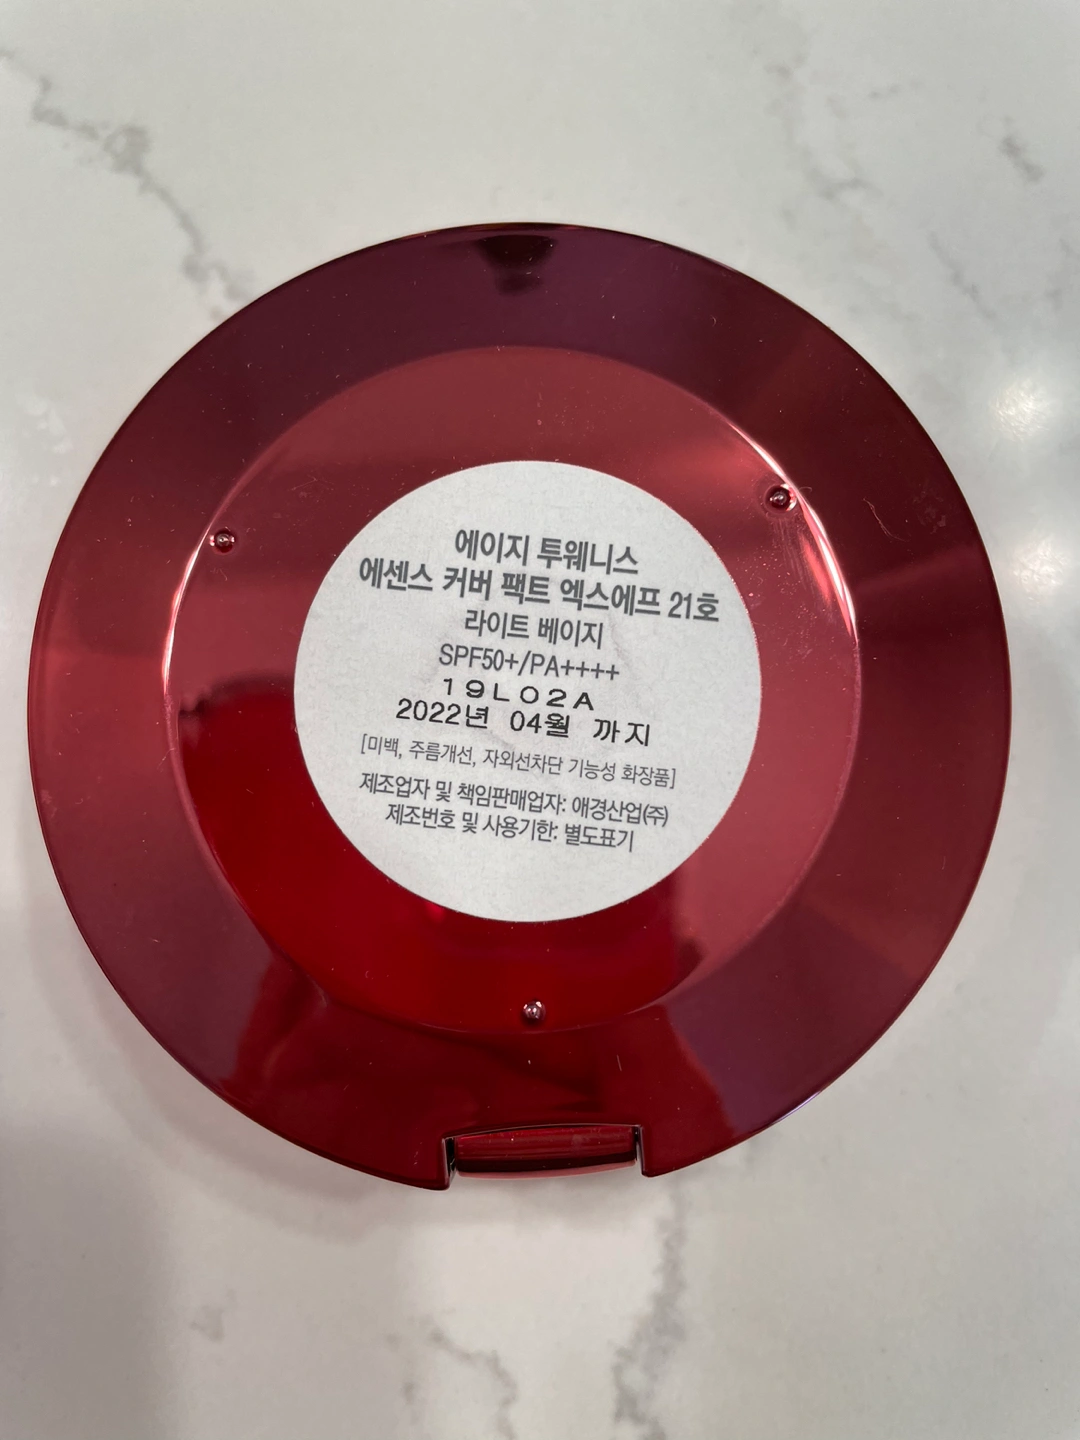 에이지 투웨니스
에센스 커버 팩트 엑스에프 21호
라이트 베이지
SPF50+/PA++++
19L02A
2022년 04월 까지
[미백, 주름개선, 자외선차단 기능성 화장품]
제조업자 및 책임판매업자: 애경산업(주)
제조번호 및 사용기한: 별도표기